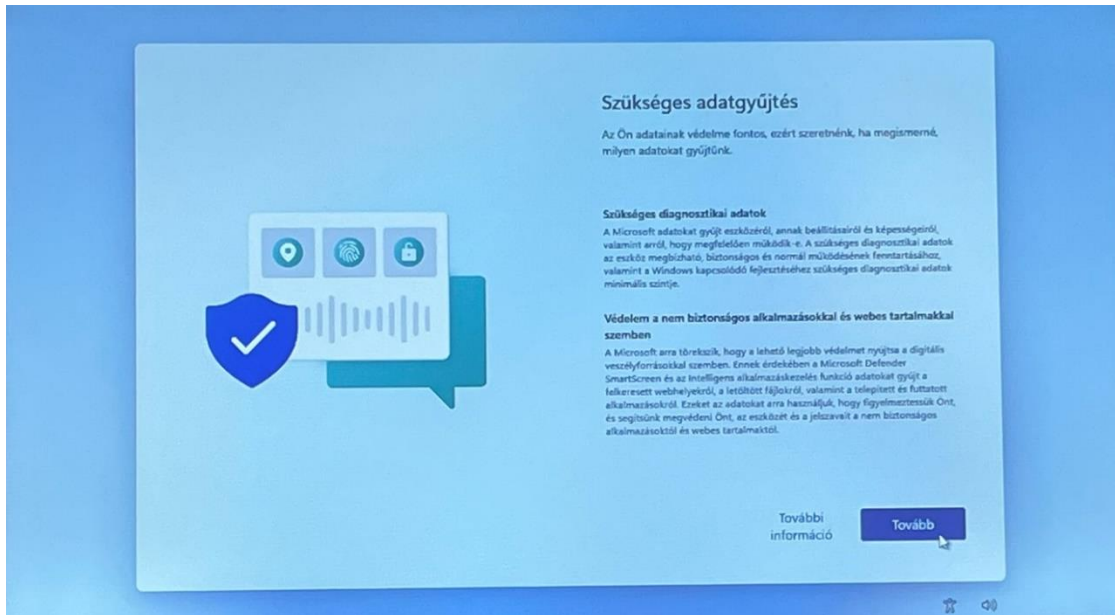 Szükséges adatgyűjtés
Az Ön adatainak védelme fontos, ezért szeretnénk, ha megismerné,
milyen adatokat gyűjtünk.
Szükséges diagnosztikai adatok
A Microsoft adatokat gyűjt eszközéről, annak beállításairól és képességeiről,
valamint arról, hogy megfelelően működik-e. A szükséges diagnosztikai adatok
az eszköz megbízható, biztonságos és normál működésének fenntartásához,
valamint a Windows kapcsolódó fejlesztéséhez szükséges diagnosztikai adatok
minimális szintje.
Védelem a nem biztonságos alkalmazásokkal és webes tartalmakkal
szemben
A Microsoft arra törekszik, hogy a lehető legjobb védelmet nyújtsa a digitális
veszélyforrásokkal szemben. Ennek érdekében a Microsoft Defender
SmartScreen és az Intelligens alkalmazáskezelés funkció adatokat gyűjt a
felkeresett webhelyekről, a letöltött fájlokról, valamint a telepített és futtatott
alkalmazásokról. Ezeket az adatokat arra használjuk, hogy figyelmeztessük Önt,
és segítsünk megvédeni Önt, az eszközét és a jelszavait a nem biztonságos
alkalmazásoktól és webes tartalmaktól.
További
információ
Tovább